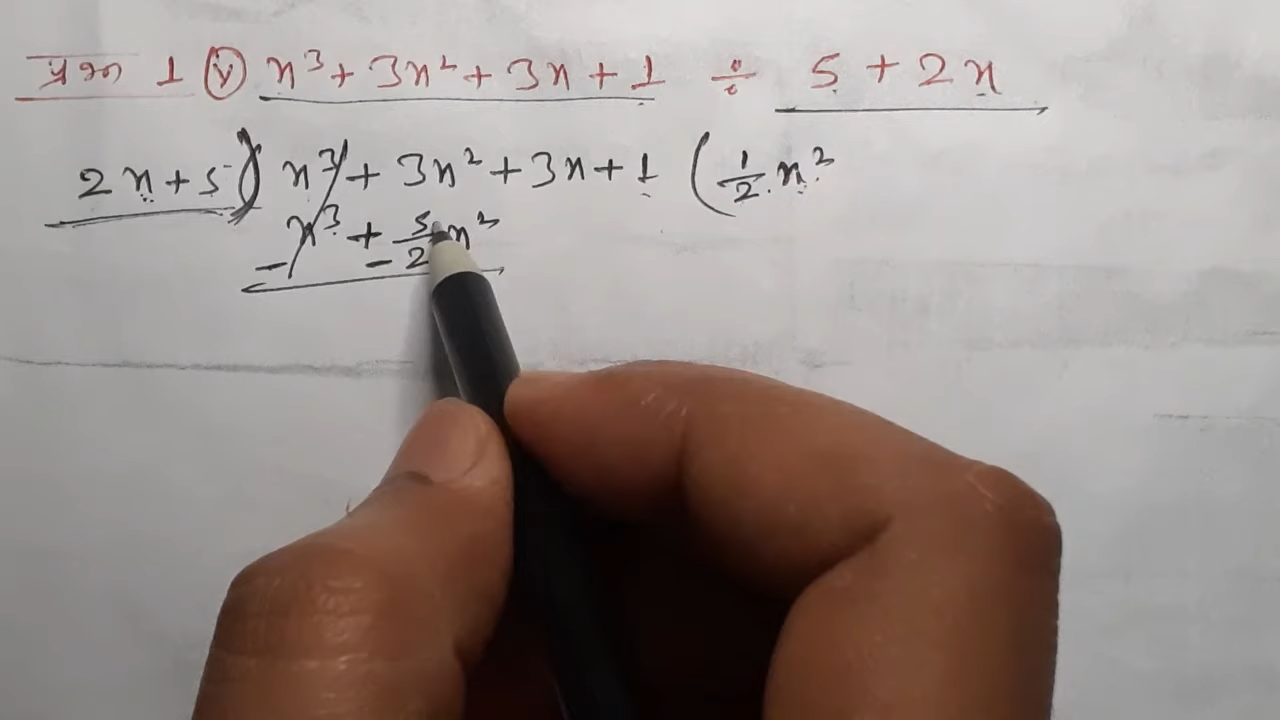 प्रश्न 1 (v) x³ + 3x² + 3x + 1 ÷ 5 + 2x
2x + 5) x³ + 3x² + 3x + 1 (1/2 x²
x³ + 5/2 x²
- -